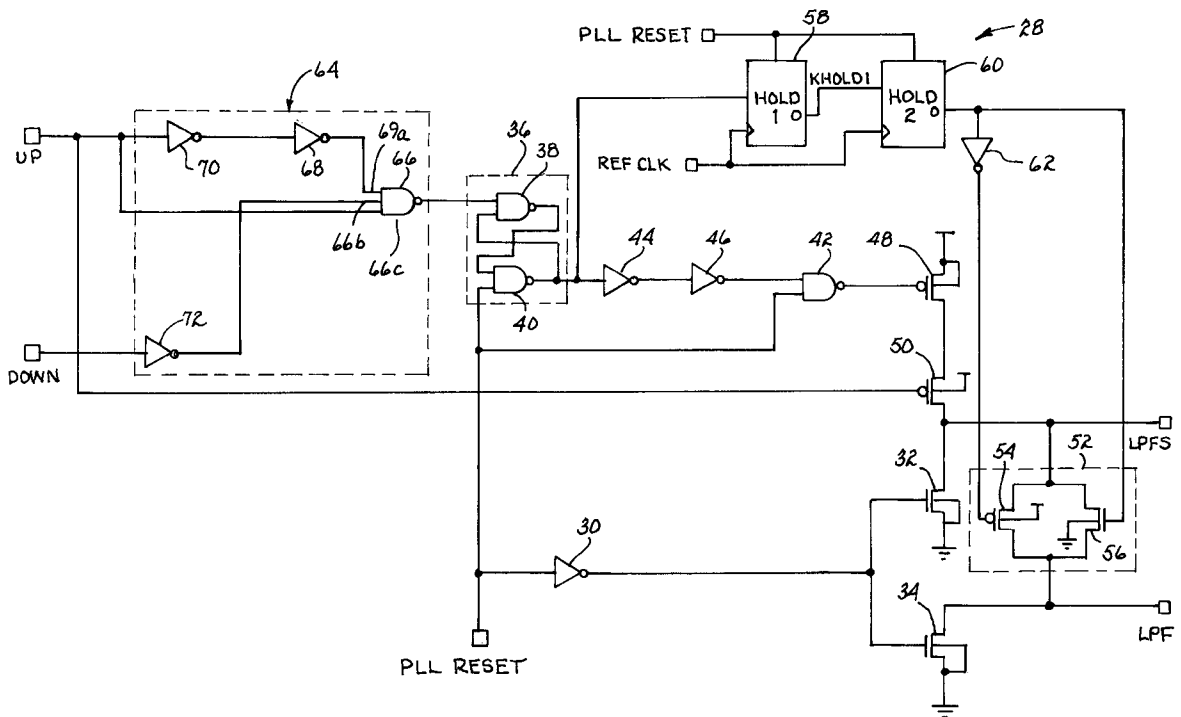 PLL RESET
58
28
60
KHOLD1
HOLD
1 0
HOLD
2 0
REF CLK
62
64
UP
70
68
69a
66
66b
66c
36
38
40
44
46
42
48
72
DOWN
50
LPFS
52
54
56
32
30
34
PLL RESET
LPF